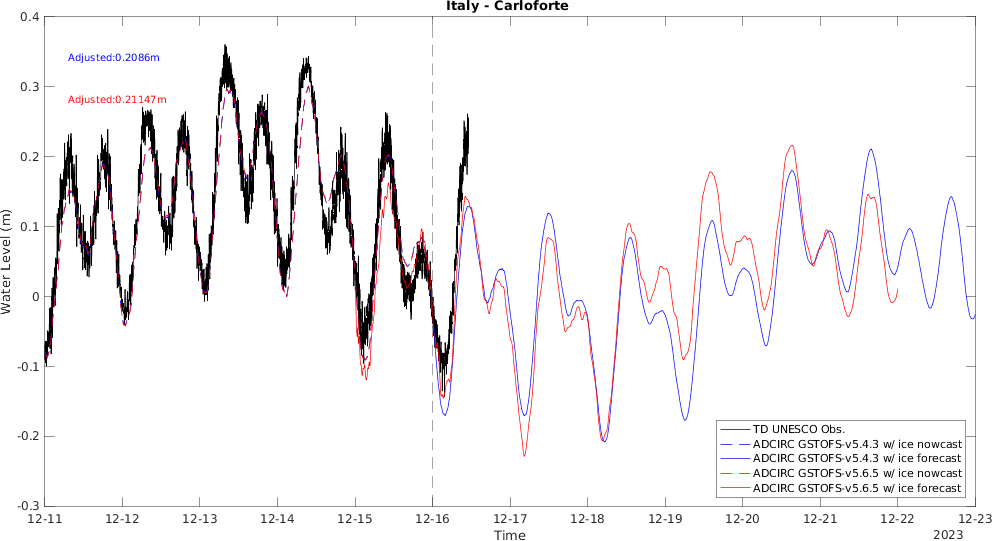 Italy - Carloforte
Adjusted:0.2086m
Adjusted:0.21147m
Water Level (m)
0.4
0.3
0.2
0.1
0
-0.1
-0.2
-0.3
TD UNESCO Obs.
ADCIRC GSTOFS-v5.4.3 w/ ice nowcast
ADCIRC GSTOFS-v5.4.3 w/ ice forecast
ADCIRC GSTOFS-v5.6.5 w/ ice nowcast
ADCIRC GSTOFS-v5.6.5 w/ ice forecast
12-11 12-12 12-13 12-14 12-15 12-16 12-17 12-18 12-19 12-20 12-21 12-22 12-23
Time
2023